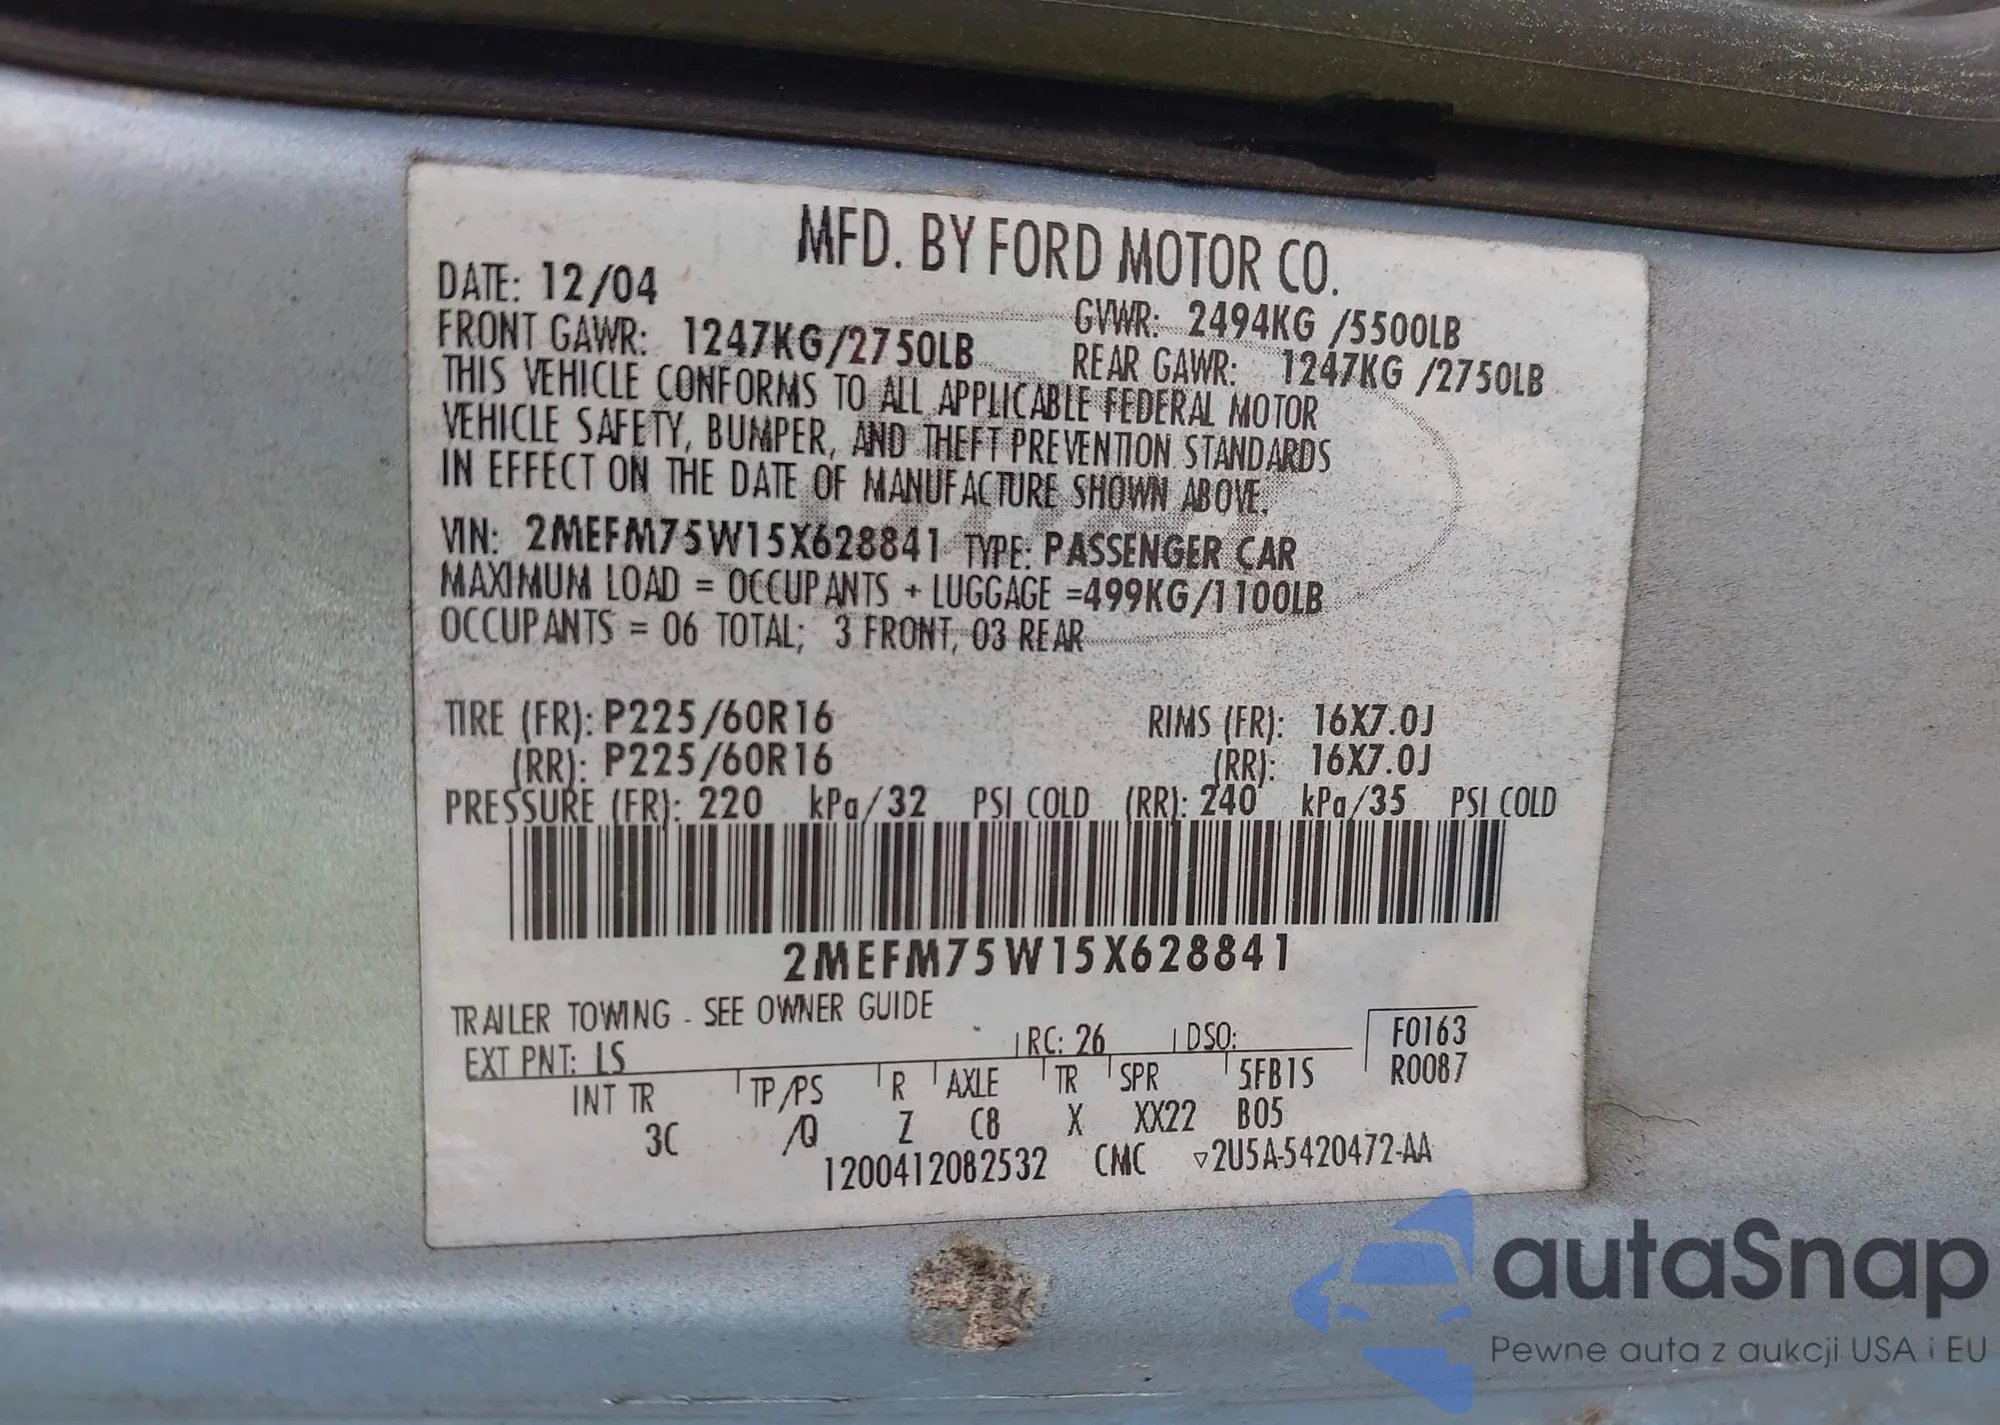 MFD. BY FORD MOTOR CO.
DATE: 12/04 GVWR: 2494KG /5500LB
FRONT GAWR: 1247KG/2750LB REAR GAWR: 1247KG /2750LB
THIS VEHICLE CONFORMS TO ALL APPLICABLE FEDERAL MOTOR
VEHICLE SAFETY, BUMPER, AND THEFT PREVENTION STANDARDS
IN EFFECT ON THE DATE OF MANUFACTURE SHOWN ABOVE.
VIN: 2MEFM75W15X628841 TYPE: PASSENGER CAR
MAXIMUM LOAD = OCCUPANTS + LUGGAGE =499KG/1100LB
OCCUPANTS = 06 TOTAL; 3 FRONT, 03 REAR
TIRE (FR): P225/60R16 RIMS (FR): 16X7.0J
(RR): P225/60R16 (RR): 16X7.0J
PRESSURE (FR): 220 kPa/32 PSI COLD (RR): 240 kPa/35 PSI COLD
2MEFM75W15X628841
TRAILER TOWING - SEE OWNER GUIDE
EXT PNT: LS RC: 26 DSO: F0163
INT TR TP/PS R AXLE TR SPR 5FB1S R0087
3C /Q Z C8 X XX22 B05
1200412082532 CMC ▽2U5A-5420472-AA
autaSnap
Pewne auta z aukcji USA i EU